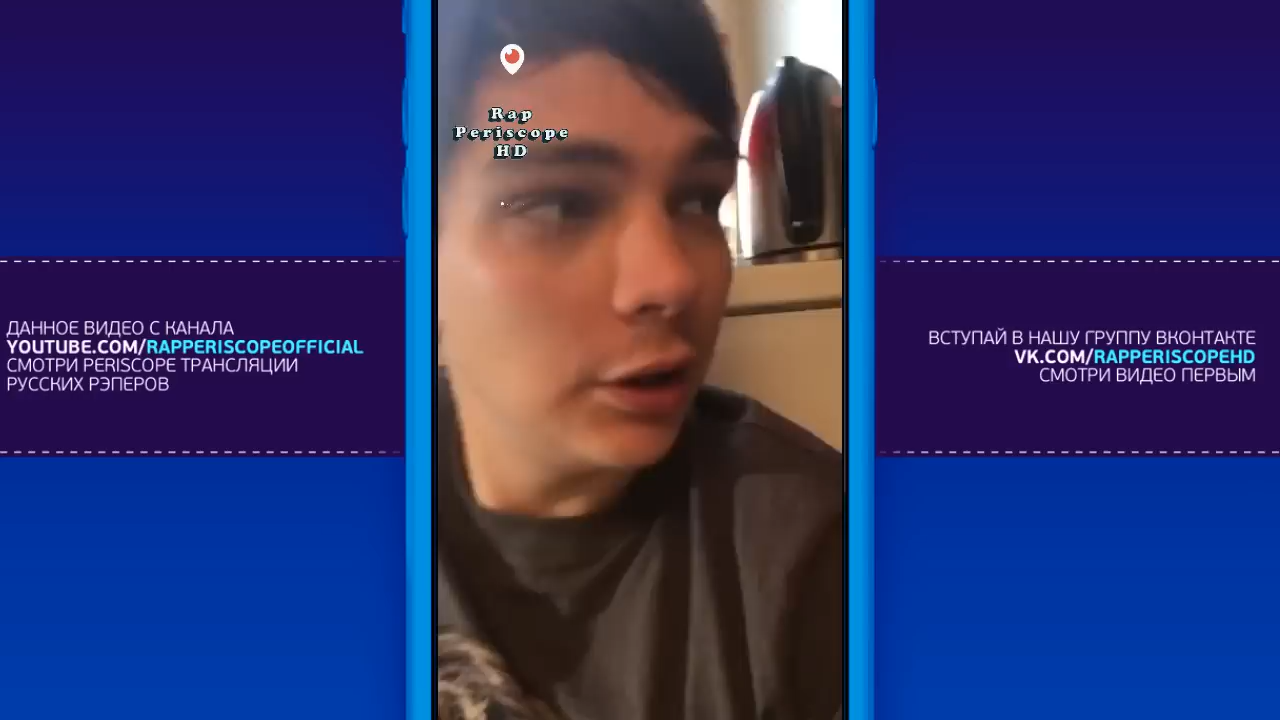 Rap
Periscope
HD
ДАННОЕ ВИДЕО С КАНАЛА
YOUTUBE.COM/RAPPERISCOPEOFFICIAL
СМОТРИ PERISCOPE ТРАНСЛЯЦИИ
РУССКИХ РЭПЕРОВ
ВСТУПАЙ В НАШУ ГРУППУ ВКОНТАКТЕ
VK.COM/RAPPERISCOPEHD
СМОТРИ ВИДЕО ПЕРВЫМ